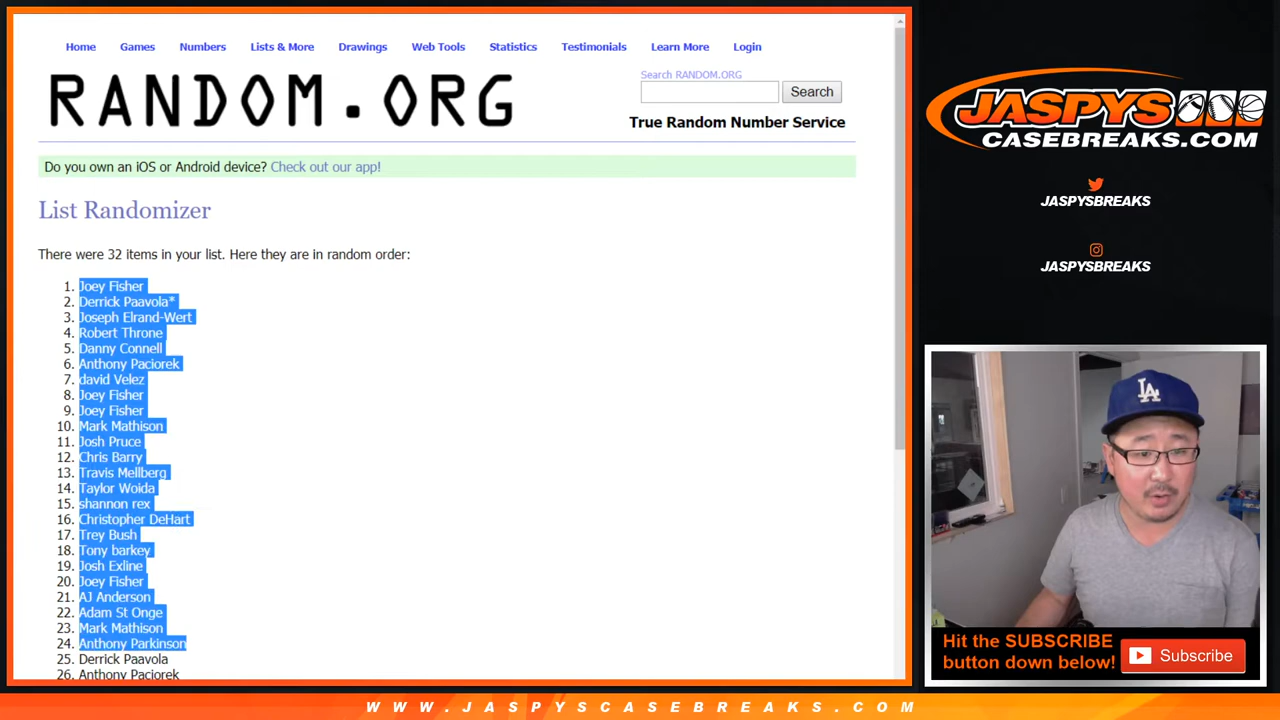 Home Games Numbers Lists & More Drawings Web Tools Statistics Testimonials Learn More Login
RANDOM.ORG
Search RANDOM.ORG
Search
True Random Number Service
Do you own an iOS or Android device? Check out our app!
List Randomizer
There were 32 items in your list. Here they are in random order:
1. Joey Fisher
2. Derrick Paavola*
3. Joseph Elrand-Wert
4. Robert Throne
5. Danny Connell
6. Anthony Paciorek
7. david Velez
8. Joey Fisher
9. Joey Fisher
10. Mark Mathison
11. Josh Pruce
12. Chris Barry
13. Travis Mellberg
14. Taylor Woida
15. shannon rex
16. Christopher DeHart
17. Trey Bush
18. Tony barkey
19. Josh Exline
20. Joey Fisher
21. AJ Anderson
22. Adam St Onge
23. Mark Mathison
24. Anthony Parkinson
25. Derrick Paavola
26. Anthony Paciorek
JASPYS
CASEBREAKS.COM
JASPYSBREAKS
JASPYSBREAKS
LA
Hit the SUBSCRIBE
button down below!
Subscribe
WWW.JASPYSCASEBREAKS.COM